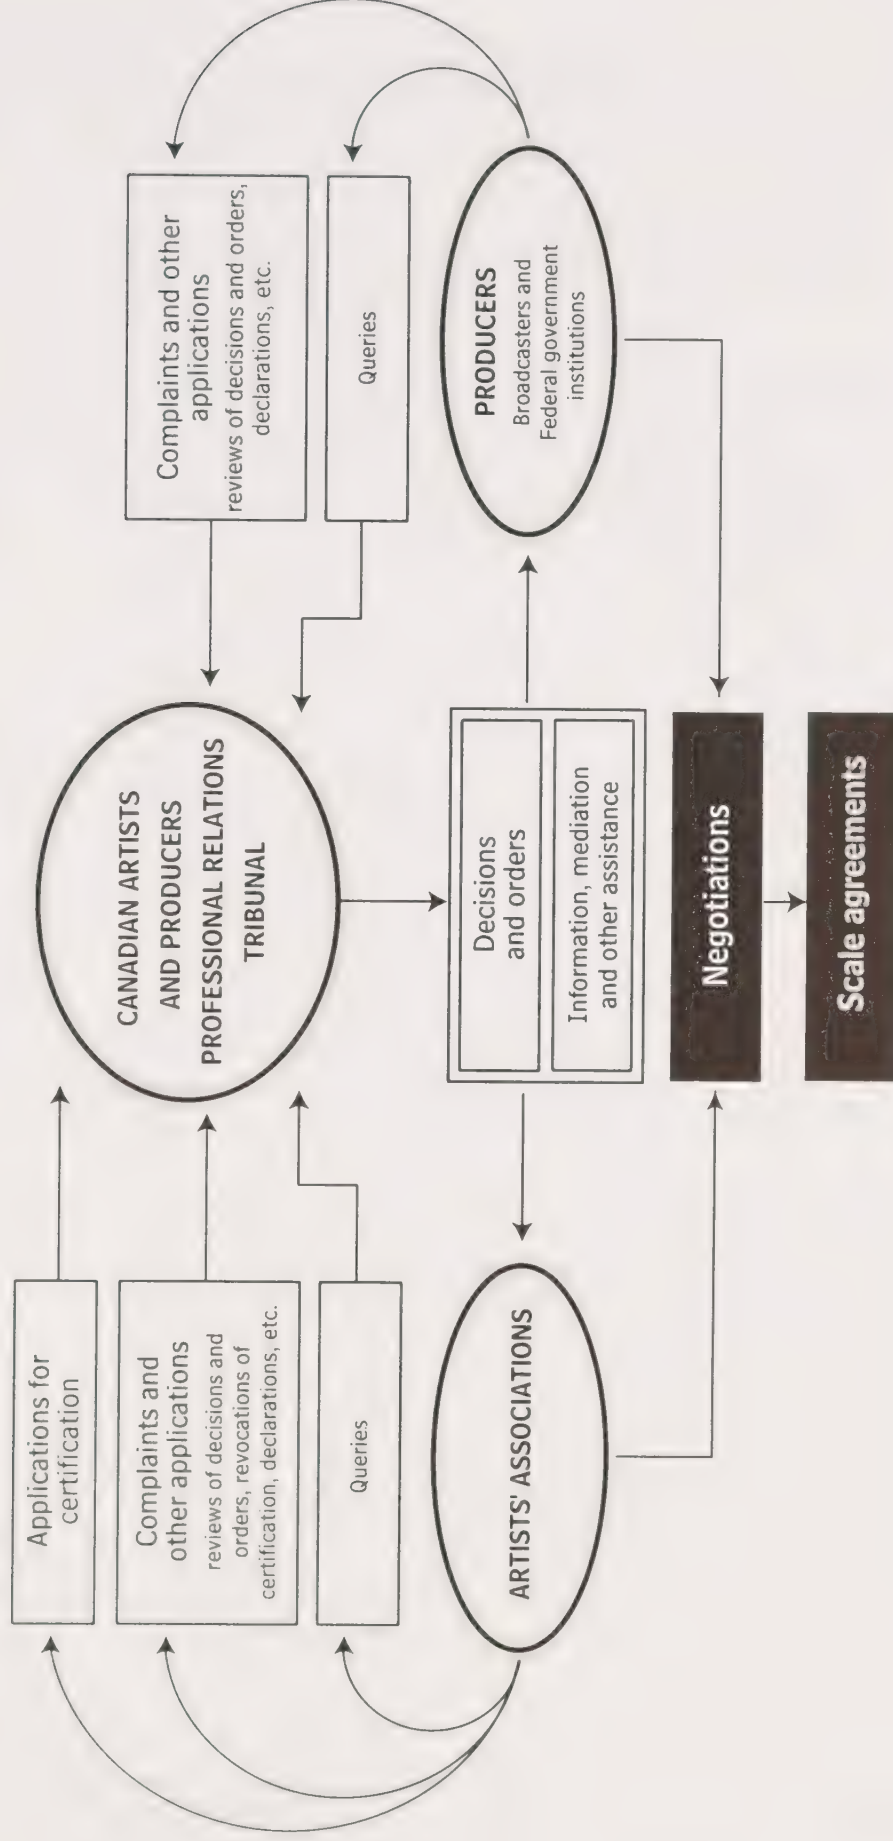 Applications for
certification
Complaints and
other applications
reviews of decisions and
orders, revocations of
certification, declarations, etc.
Queries
ARTISTS' ASSOCIATIONS
CANADIAN ARTISTS
AND PRODUCERS
PROFESSIONAL RELATIONS
TRIBUNAL
Decisions
and orders
Information, mediation
and other assistance
Negotiations
Scale agreements
Complaints and other
applications
reviews of decisions and orders,
declarations, etc.
Queries
PRODUCERS
Broadcasters and
Federal government
institutions